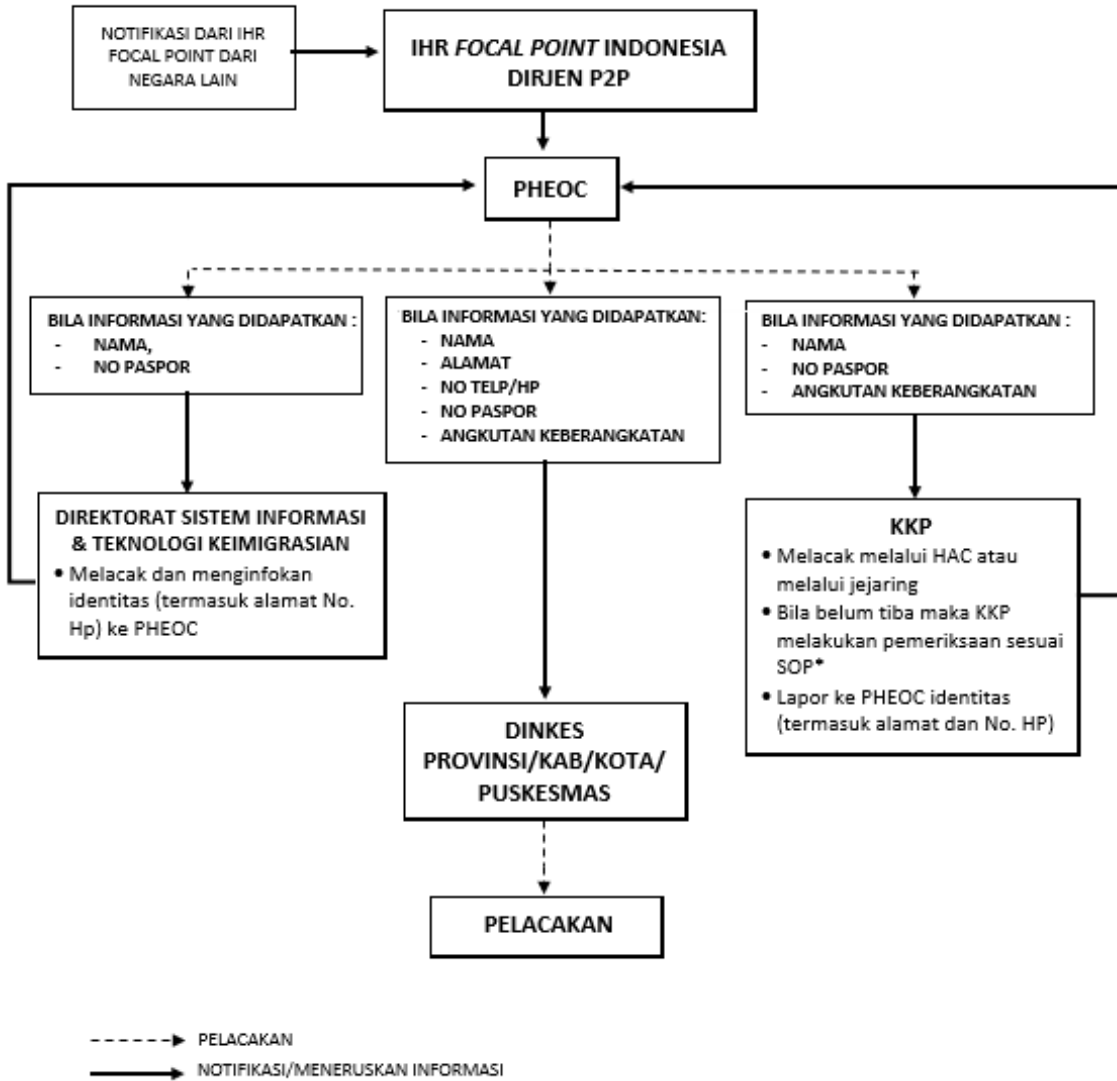 NOTIFIKASI DARI IHR
FOCAL POINT DARI
NEGARA LAIN
IHR FOCAL POINT INDONESIA
DIRJEN P2P
PHEOC
BILA INFORMASI YANG DIDAPATKAN :
- NAMA,
- NO PASPOR
BILA INFORMASI YANG DIDAPATKAN:
- NAMA
- ALAMAT
- NO TELP/HP
- NO PASPOR
- ANGKUTAN KEBERANGKATAN
BILA INFORMASI YANG DIDAPATKAN :
- NAMA
- NO PASPOR
- ANGKUTAN KEBERANGKATAN
DIREKTORAT SISTEM INFORMASI
& TEKNOLOGI KEIMIGRASIAN
• Melacak dan menginfokan
identitas (termasuk alamat No.
Hp) ke PHEOC
KKP
• Melacak melalui HAC atau
melalui jejaring
• Bila belum tiba maka KKP
melakukan pemeriksaan sesuai
SOP*
• Lapor ke PHEOC identitas
(termasuk alamat dan No. HP)
DINKES
PROVINSI/KAB/KOTA/
PUSKESMAS
PELACAKAN
PELACAKAN
NOTIFIKASI/MENERUSKAN INFORMASI